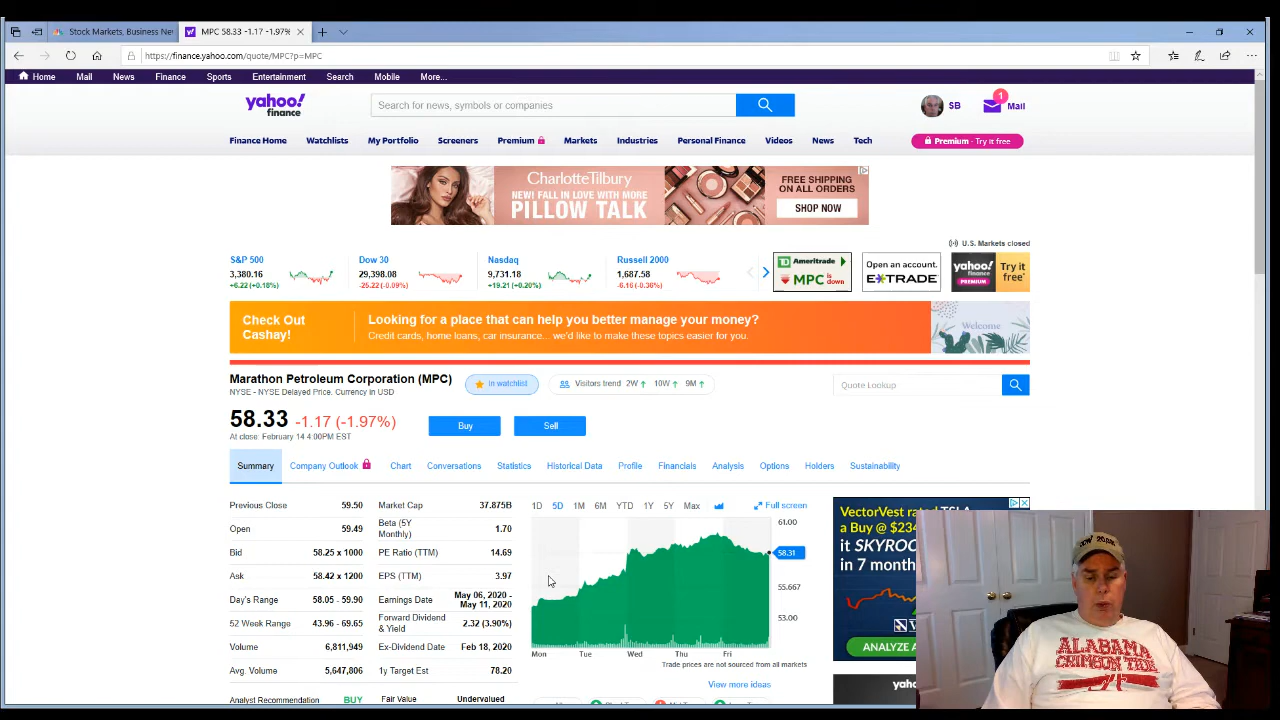 Stock Markets, Business Ne
MPC 58.33 -1.17 -1.97%
https://finance.yahoo.com/quote/MPC?p=MPC
Home Mail News Finance Sports Entertainment Search Mobile More...
yahoo! finance
Search for news, symbols or companies
SB
1
Mail
Finance Home Watchlists My Portfolio Screeners Premium Markets Industries Personal Finance Videos News Tech
Premium - Try it free
CharlotteTilbury
NEW! FALL IN LOVE WITH MORE
PILLOW TALK
FREE SHIPPING
ON ALL ORDERS
SHOP NOW
U.S. Markets closed
S&P 500
3,380.16
+6.22 (+0.18%)
Dow 30
29,398.08
-25.22 (-0.09%)
Nasdaq
9,731.18
+19.21 (+0.20%)
Russell 2000
1,687.58
-6.16 (-0.36%)
Ameritrade
MPC is down
Open an account.
E*TRADE
yahoo! finance PREMIUM
Try it free
Check Out
Cashay!
Looking for a place that can help you better manage your money?
Credit cards, home loans, car insurance... we'd like to make these topics easier for you.
Welcome
Marathon Petroleum Corporation (MPC)
NYSE - NYSE Delayed Price. Currency in USD
In watchlist
Visitors trend 2W↑ 10W↑ 9M↑
Quote Lookup
58.33 -1.17 (-1.97%)
At close: February 14 4:00PM EST
Buy
Sell
Summary Company Outlook Chart Conversations Statistics Historical Data Profile Financials Analysis Options Holders Sustainability
Previous Close 59.50
Open 59.49
Bid 58.25 x 1000
Ask 58.42 x 1200
Day's Range 58.05 - 59.90
52 Week Range 43.96 - 69.65
Volume 6,811,949
Avg. Volume 5,647,806
Market Cap 37.875B
Beta (5Y Monthly) 1.70
PE Ratio (TTM) 14.69
EPS (TTM) 3.97
Earnings Date May 06, 2020 - May 11, 2020
Forward Dividend & Yield 2.32 (3.90%)
Ex-Dividend Date Feb 18, 2020
1y Target Est 78.20
Analyst Recommendation BUY
Fair Value Undervalued
1D 5D 1M 6M YTD 1Y 5Y Max
Full screen
61.00
58.31
55.667
53.00
Mon Tue Wed Thu Fri
Trade prices are not sourced from all markets
View more ideas
VectorVest rated TSLA
a Buy @ $234
it SKYROC
in 7 month
ANALYZE
yaho
ALABAMA
CRIMSON TIDE